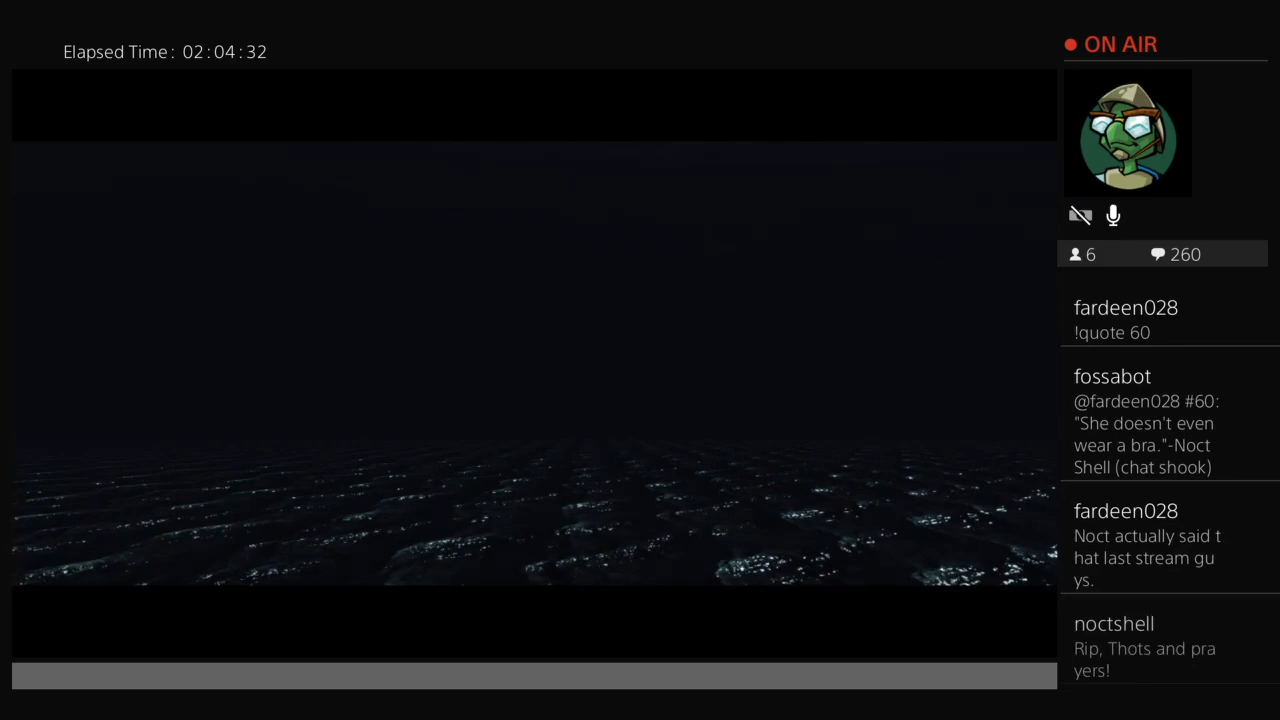 Elapsed Time: 02:04:32
ON AIR
6 260
fardeen028
!quote 60
fossabot
@fardeen028 #60:
"She doesn't even
wear a bra."-Noct
Shell (chat shook)
fardeen028
Noct actually said t
hat last stream gu
ys.
noctshell
Rip, Thots and pra
yers!